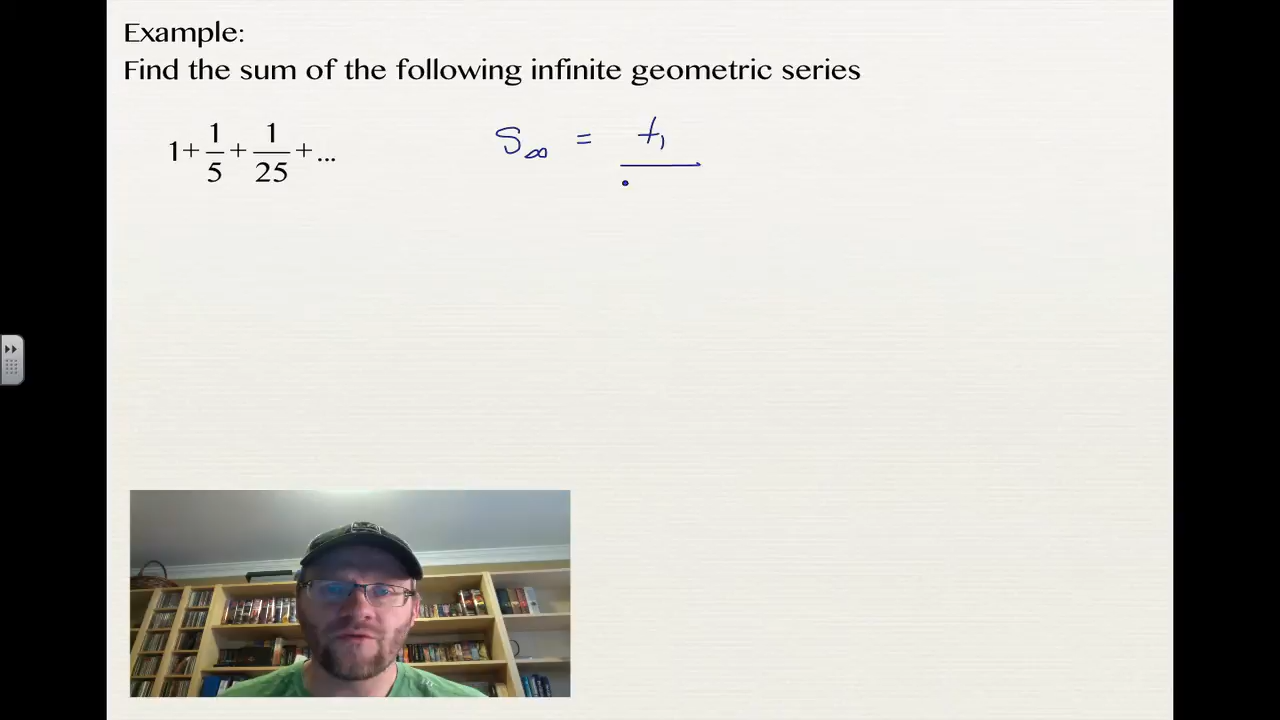 Example:
Find the sum of the following infinite geometric series
1 + 1/5 + 1/25 + ...
S∞ = t₁